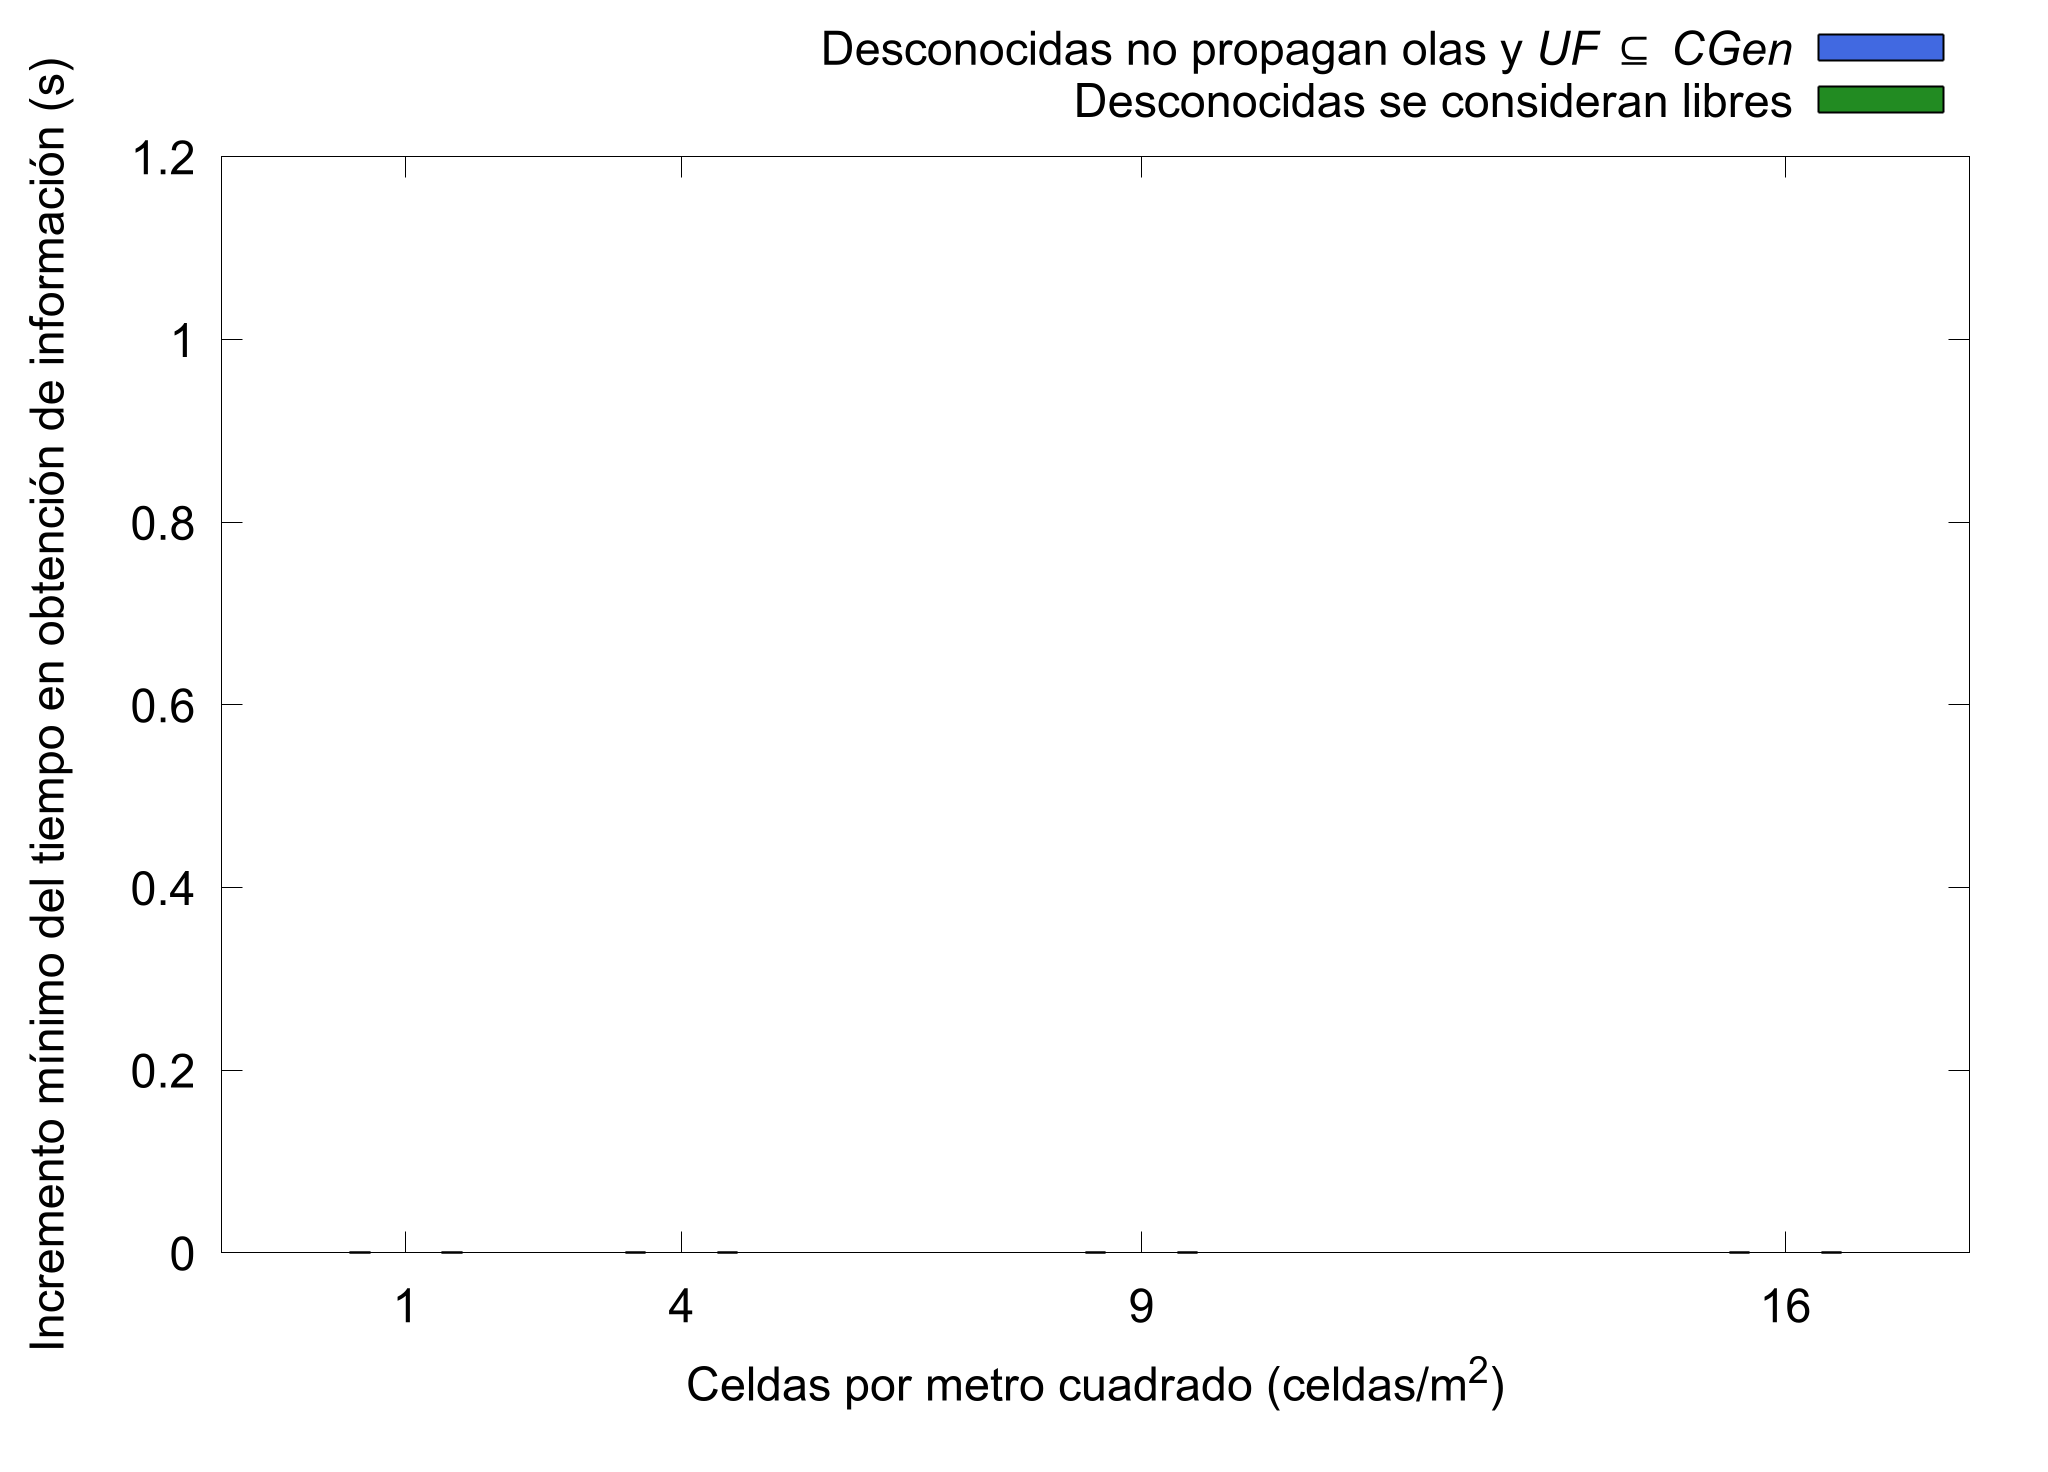 Desconocidas no propagan olas y UF ⊆ CGen
Desconocidas se consideran libres
Incremento mínimo del tiempo en obtención de información (s)
1.2
1
0.8
0.6
0.4
0.2
0
1 4 9 16
Celdas por metro cuadrado (celdas/m²)